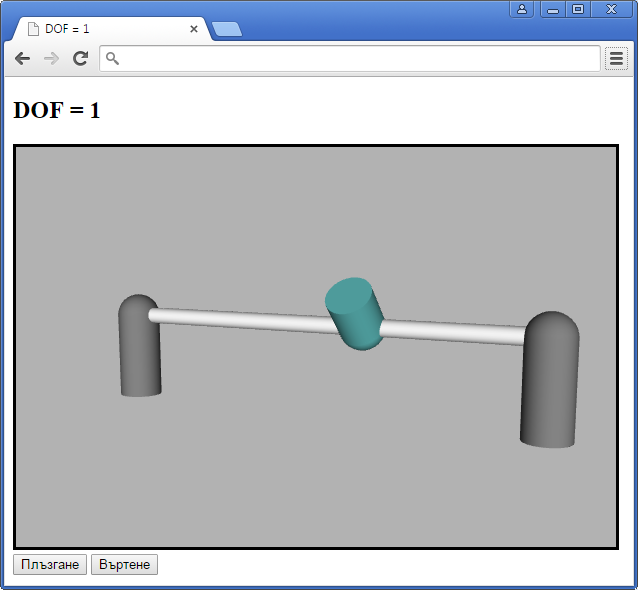 DOF = 1
DOF = 1
Плъзгане Въртене